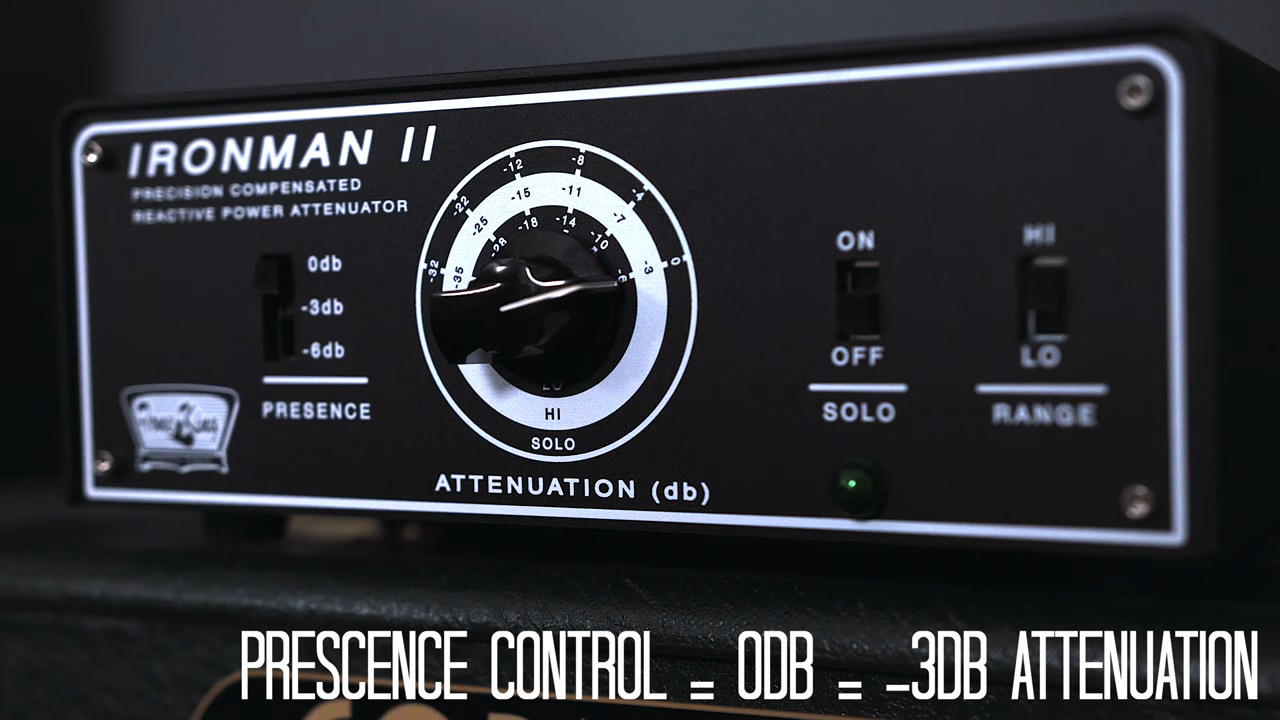 IRONMAN II
PRECISION COMPENSATED
REACTIVE POWER ATTENUATOR
0db
-3db
-6db
PRESENCE
-32 -22 -12 -8 -4 0
-35 -25 -15 -11 -7 -3
-28 -18 -14 -10 -6
LO
HI
SOLO
ATTENUATION (db)
ON
OFF
SOLO
HI
LO
RANGE
PRESCENCE CONTROL = 0DB = -3DB ATTENUATION